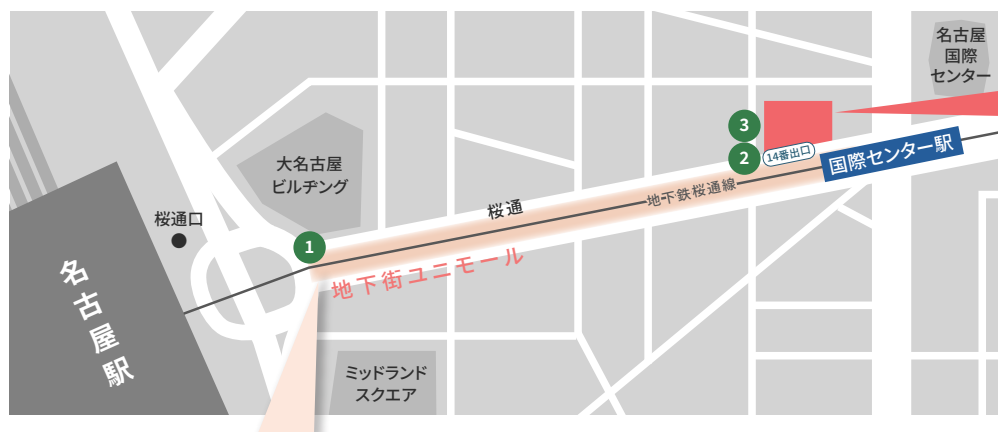 名古屋
国際
センター
3
2
14番出口
国際センター駅
大名古屋
ビルヂング
地下鉄桜通線
桜通
桜通口
1
地下街ユニモール
名古屋駅
ミッドランド
スクエア